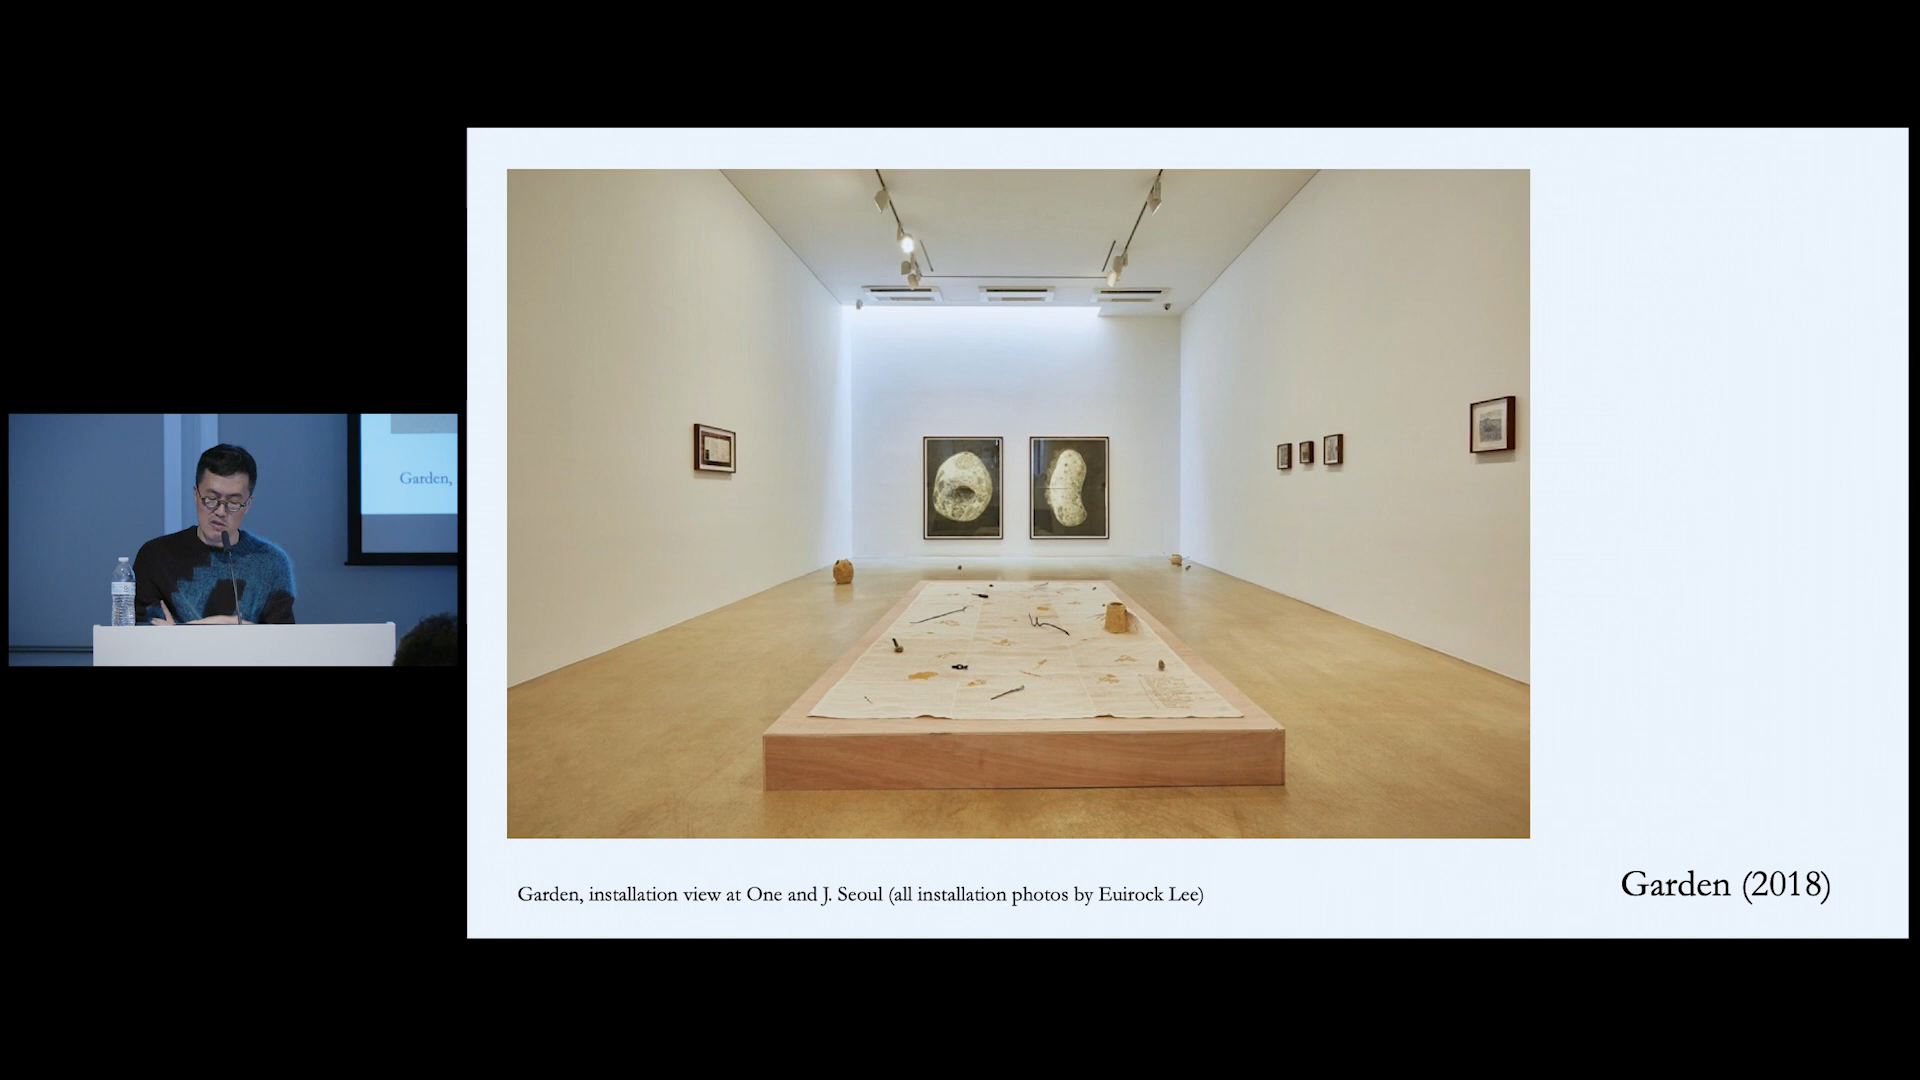 Garden,
Garden, installation view at One and J. Seoul (all installation photos by Euirock Lee)
Garden (2018)